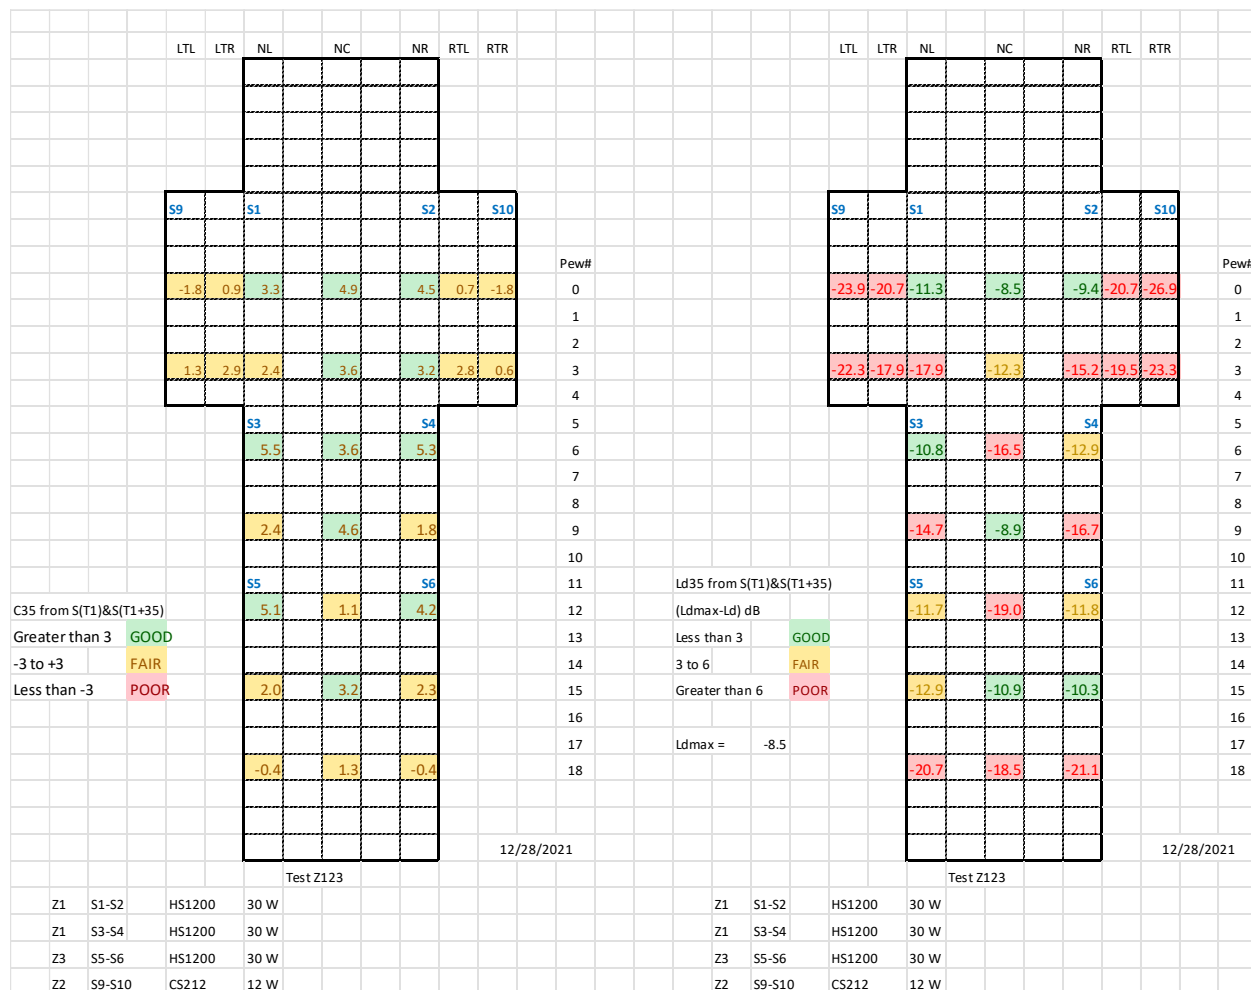 LTL LTR NL NC NR RTL RTR LTL LTR NL NC NR RTL RTR
S9 S1 S2 S10 S9 S1 S2 S10
Pew# Pew#
-1.8 0.9 3.3 4.9 4.5 0.7 -1.8 0 -23.9 -20.7 -11.3 -8.5 -9.4 -20.7 -26.9 0
1 1
2 2
1.3 2.9 2.4 3.6 3.2 2.8 0.6 3 -22.3 -17.9 -17.9 -12.3 -15.2 -19.5 -23.3 3
4 4
S3 S4 5 S3 S4 5
5.5 3.6 5.3 6 -10.8 -16.5 -12.9 6
7 7
8 8
2.4 4.6 1.8 9 -14.7 -8.9 -16.7 9
10 10
S5 S6 11 Ld35 from S(T1)&S(T1+35) S5 S6 11
C35 from S(T1)&S(T1+35) 5.1 1.1 4.2 12 (Ldmax-Ld) dB -11.7 -19.0 -11.8 12
Greater than 3 GOOD 13 Less than 3 GOOD 13
-3 to +3 FAIR 14 3 to 6 FAIR 14
Less than -3 POOR 2.0 3.2 2.3 15 Greater than 6 POOR -12.9 -10.9 -10.3 15
16 16
17 Ldmax = -8.5 17
-0.4 1.3 -0.4 18 -20.7 -18.5 -21.1 18
12/28/2021 12/28/2021
Test Z123 Test Z123
Z1 S1-S2 HS1200 30 W Z1 S1-S2 HS1200 30 W
Z1 S3-S4 HS1200 30 W Z1 S3-S4 HS1200 30 W
Z3 S5-S6 HS1200 30 W Z3 S5-S6 HS1200 30 W
Z2 S9-S10 CS212 12 W Z2 S9-S10 CS212 12 W